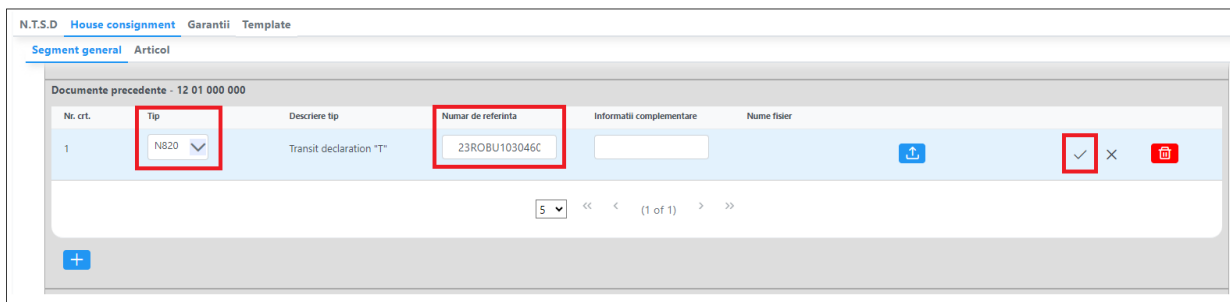 N.T.S.D House consignment Garantii Template
Segment general Articol
Documente precedente - 12 01 000 000
Nr. crt. Tip Descriere tip Numar de referinta Informatii complementare Nume fisier
1 N820 Transit declaration "T" 23ROBU103046C
5 << < (1 of 1) > >>